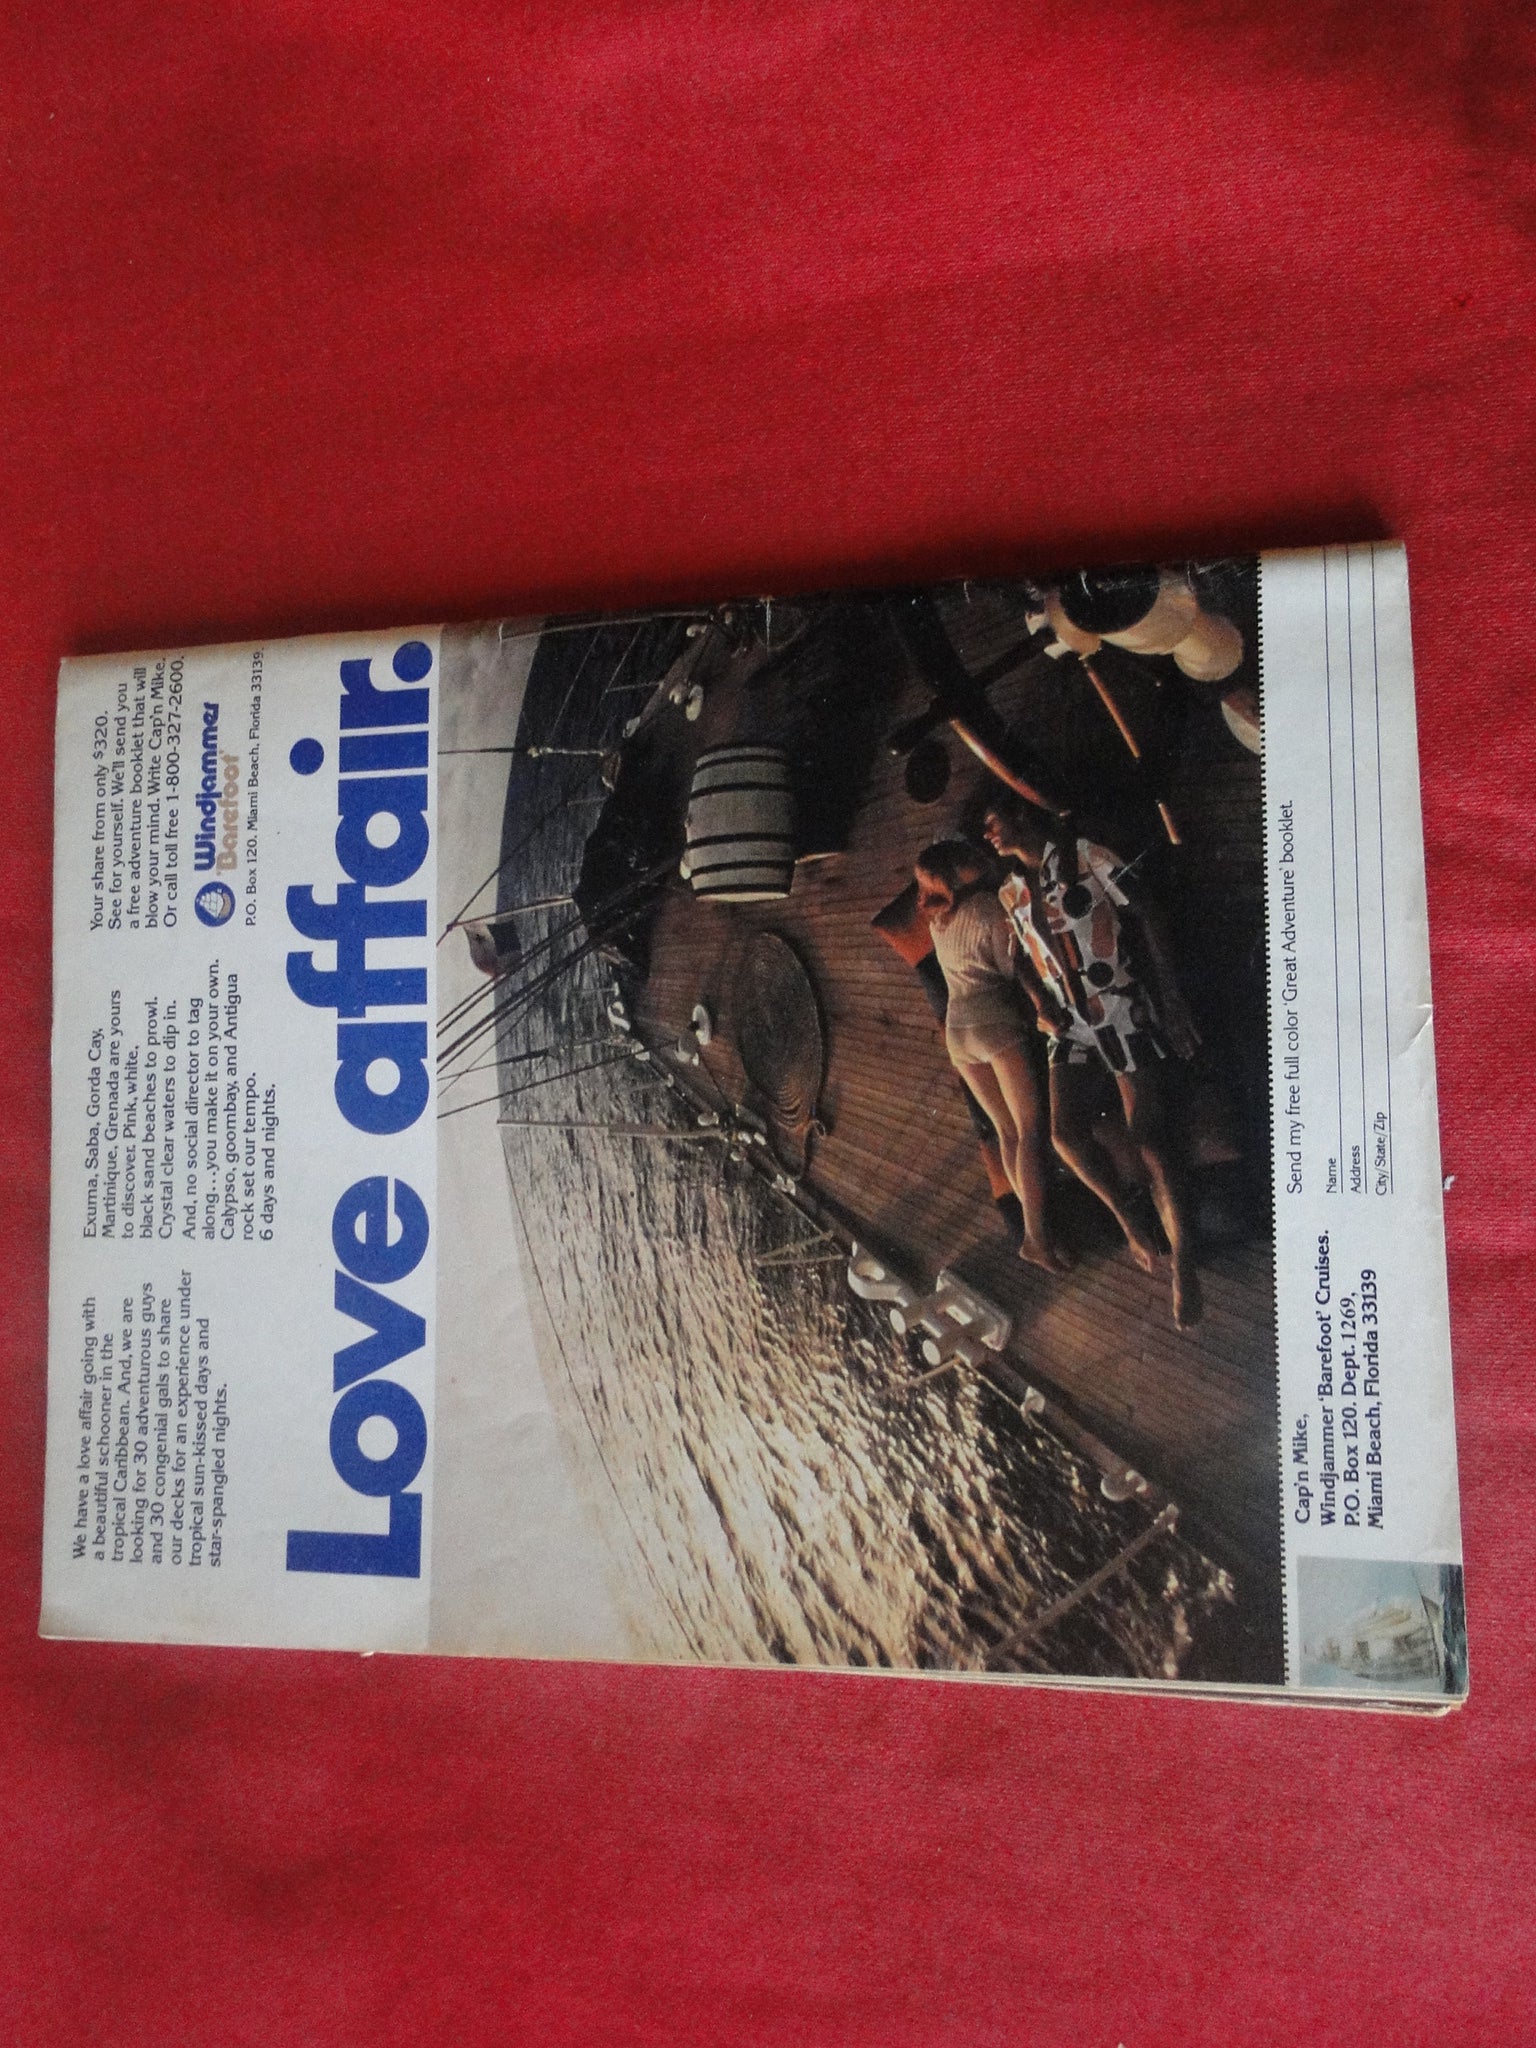 We have a love affair going with
a beautiful schooner in the
tropical Caribbean. And, we are
looking for 30 adventurous guys
and 30 congenial gals to share
our decks for an experience under
tropical sun-kissed days and
star-spangled nights.
Exuma, Saba, Gorda Cay,
Martinique, Grenada are yours
to discover. Pink, white,
black sand beaches to prowl.
Crystal clear waters to dip in.
And, no social director to tag
along...you make it on your own.
Calypso, goombay, and Antigua
rock set our tempo.
6 days and nights.
Your share from only $320.
See for yourself. We'll send you
a free adventure booklet that will
blow your mind. Write Cap'n Mike.
Or call toll free 1-800-327-2600.
Windjammer
'Barefoot'
P.O. Box 120, Miami Beach, Florida 33139.
Love affair.
Cap'n Mike,
Windjammer 'Barefoot' Cruises.
P.O. Box 120. Dept. 1269,
Miami Beach, Florida 33139
Send my free full color 'Great Adventure' booklet
Name
Address
City/State/Zip